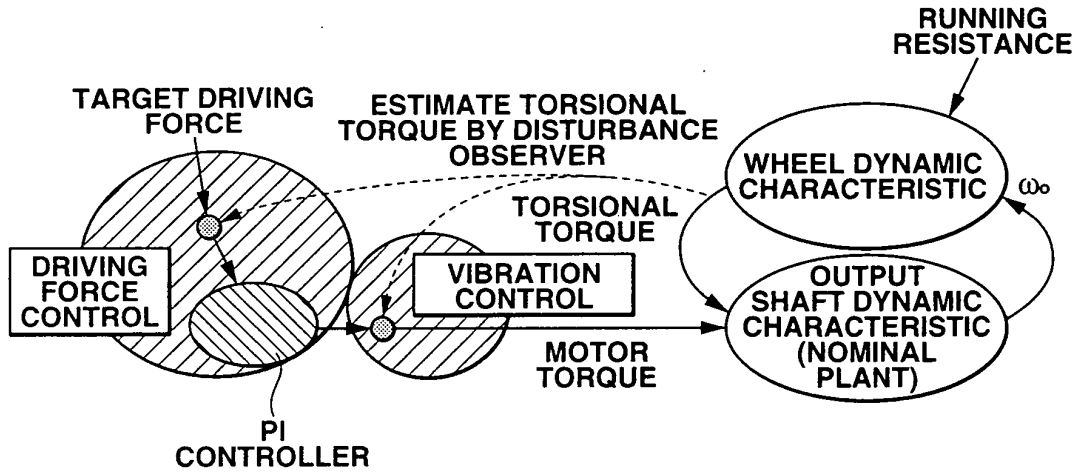 RUNNING
RESISTANCE
TARGET DRIVING
FORCE
ESTIMATE TORSIONAL
TORQUE BY DISTURBANCE
OBSERVER
WHEEL DYNAMIC
CHARACTERISTIC
ωo
TORSIONAL
TORQUE
DRIVING
FORCE
CONTROL
VIBRATION
CONTROL
OUTPUT
SHAFT DYNAMIC
CHARACTERISTIC
(NOMINAL
PLANT)
MOTOR
TORQUE
PI
CONTROLLER